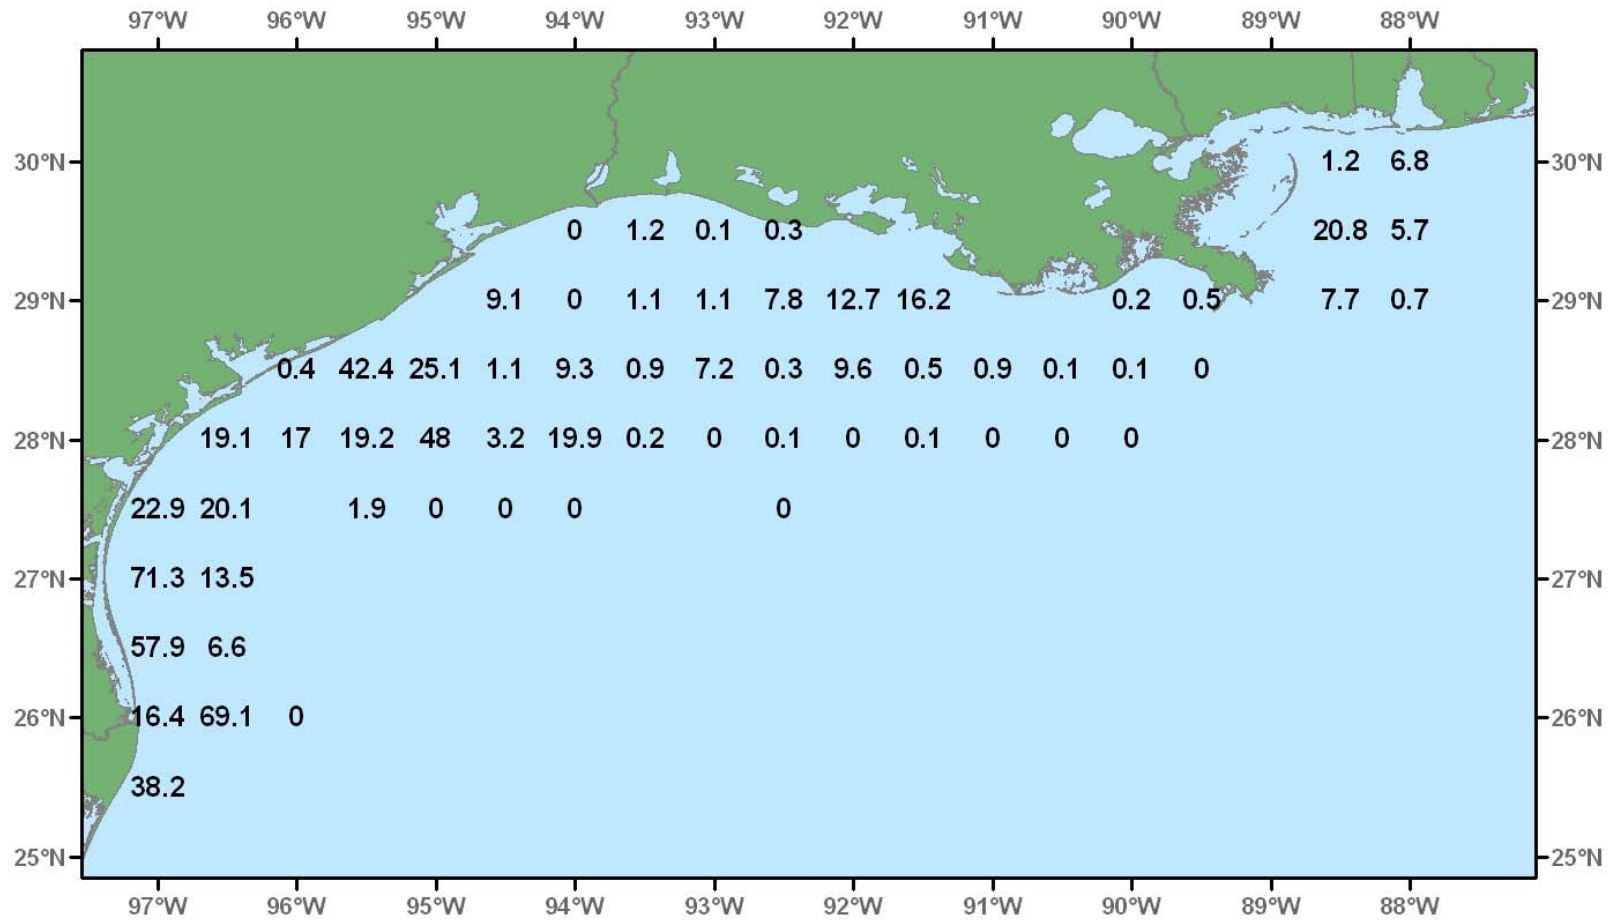 97°W 96°W 95°W 94°W 93°W 92°W 91°W 90°W 89°W 88°W
30°N 1.2 6.8 30°N
0 1.2 0.1 0.3 20.8 5.7
29°N 9.1 0 1.1 1.1 7.8 12.7 16.2 0.2 0.5 7.7 0.7 29°N
0.4 42.4 25.1 1.1 9.3 0.9 7.2 0.3 9.6 0.5 0.9 0.1 0.1 0
28°N 19.1 17 19.2 48 3.2 19.9 0.2 0 0.1 0 0.1 0 0 0 28°N
22.9 20.1 1.9 0 0 0 0
27°N 71.3 13.5 27°N
57.9 6.6
26°N 16.4 69.1 0 26°N
38.2
25°N 25°N
97°W 96°W 95°W 94°W 93°W 92°W 91°W 90°W 89°W 88°W